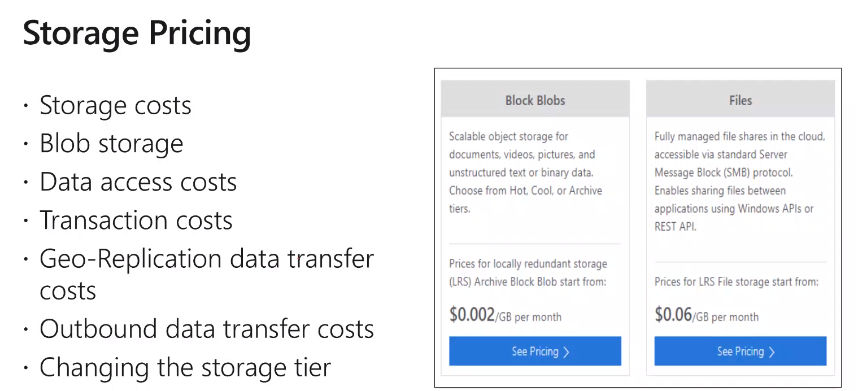 Storage Pricing
· Storage costs
· Blob storage
· Data access costs
· Transaction costs
· Geo-Replication data transfer
costs
· Outbound data transfer costs
· Changing the storage tier
Block Blobs
Scalable object storage for
documents, videos, pictures, and
unstructured text or binary data.
Choose from Hot, Cool, or Archive
tiers.
Prices for locally redundant storage
(LRS) Archive Block Blob start from:
$0.002/GB per month
See Pricing >
Files
Fully managed file shares in the cloud,
accessible via standard Server
Message Block (SMB) protocol.
Enables sharing files between
applications using Windows APIs or
REST API.
Prices for LRS File storage start from:
$0.06/GB per month
See Pricing >